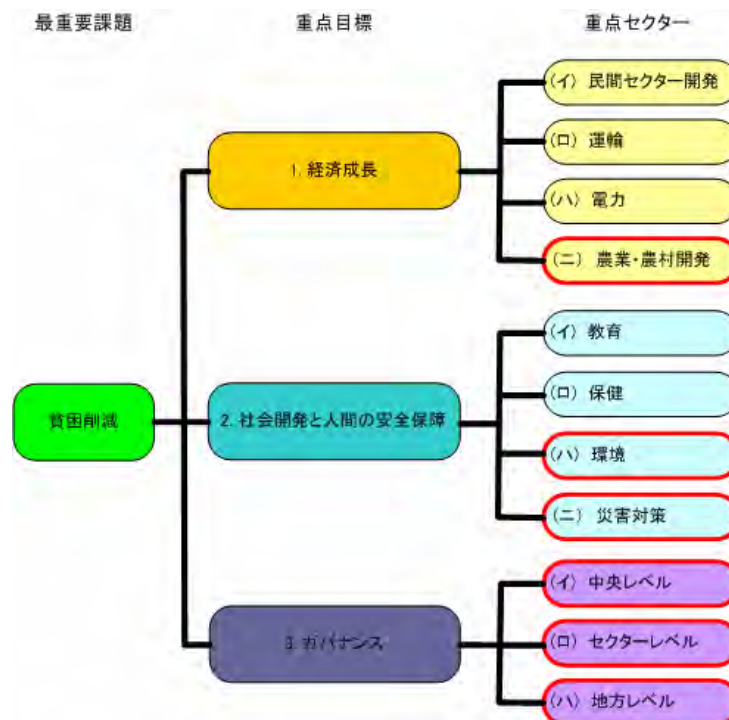 最重要課題
重点目標
重点セクター
貧困削減
1. 経済成長
(イ) 民間セクター開発
(ロ) 運輸
(ハ) 電力
(ニ) 農業・農村開発
2. 社会開発と人間の安全保障
(イ) 教育
(ロ) 保健
(ハ) 環境
(ニ) 災害対策
3. ガバナンス
(イ) 中央レベル
(ロ) セクターレベル
(ハ) 地方レベル